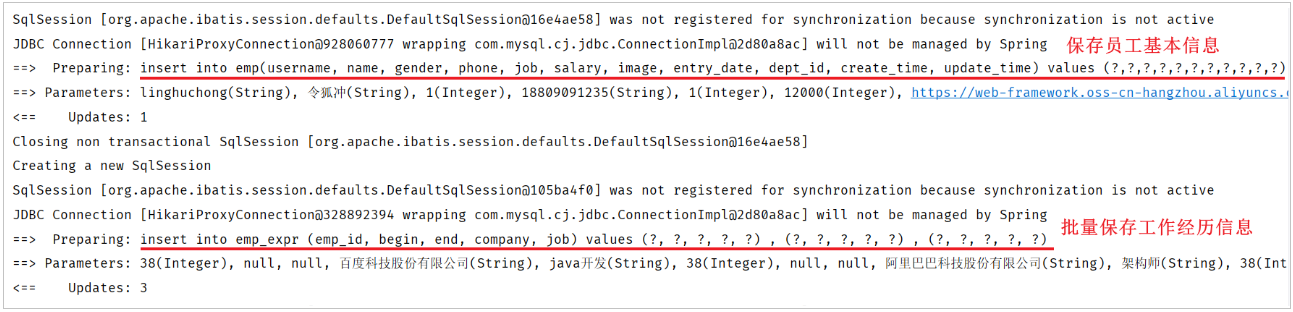 SqlSession [org.apache.ibatis.session.defaults.DefaultSqlSession@16e4ae58] was not registered for synchronization because synchronization is not active
JDBC Connection [HikariProxyConnection@928060777 wrapping com.mysql.cj.jdbc.ConnectionImpl@2d80a8ac] will not be managed by Spring 保存员工基本信息
==>  Preparing: insert into emp(username, name, gender, phone, job, salary, image, entry_date, dept_id, create_time, update_time) values (?,?,?,?,?,?,?,?,?,?,?)
==> Parameters: linghuchong(String), 令狐冲(String), 1(Integer), 18809091235(String), 1(Integer), 12000(Integer), https://web-framework.oss-cn-hangzhou.aliyuncs.c
<==    Updates: 1
Closing non transactional SqlSession [org.apache.ibatis.session.defaults.DefaultSqlSession@16e4ae58]
Creating a new SqlSession
SqlSession [org.apache.ibatis.session.defaults.DefaultSqlSession@105ba4f0] was not registered for synchronization because synchronization is not active
JDBC Connection [HikariProxyConnection@328892394 wrapping com.mysql.cj.jdbc.ConnectionImpl@2d80a8ac] will not be managed by Spring 批量保存工作经历信息
==>  Preparing: insert into emp_expr (emp_id, begin, end, company, job) values (?, ?, ?, ?, ?) , (?, ?, ?, ?, ?) , (?, ?, ?, ?, ?)
==> Parameters: 38(Integer), null, null, 百度科技股份有限公司(String), java开发(String), 38(Integer), null, null, 阿里巴巴科技股份有限公司(String), 架构师(String), 38(Int
<==    Updates: 3